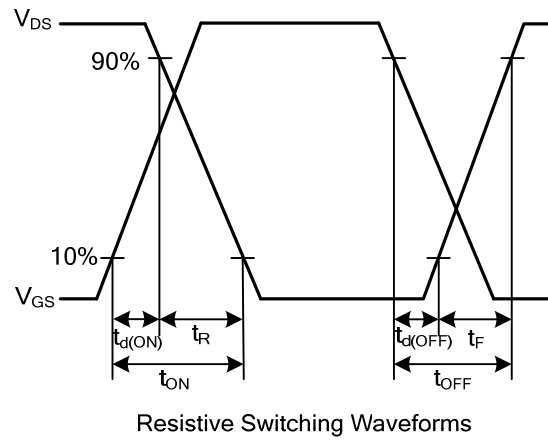 VDS
90%
10%
VGS
td(ON) tR td(OFF) tF
tON tOFF
Resistive Switching Waveforms